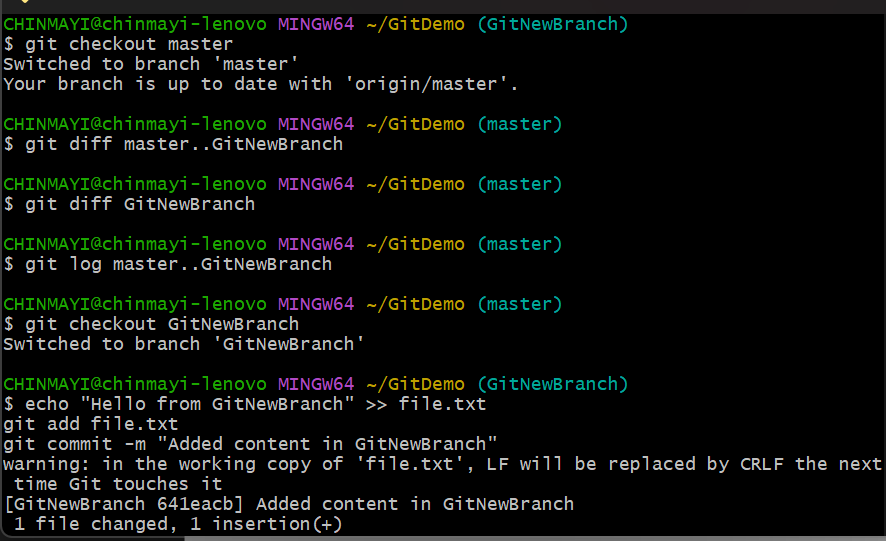 CHINMAYI@chinmayi-lenovo MINGW64 ~/GitDemo (GitNewBranch)
$ git checkout master
Switched to branch 'master'
Your branch is up to date with 'origin/master'.
CHINMAYI@chinmayi-lenovo MINGW64 ~/GitDemo (master)
$ git diff master..GitNewBranch
CHINMAYI@chinmayi-lenovo MINGW64 ~/GitDemo (master)
$ git diff GitNewBranch
CHINMAYI@chinmayi-lenovo MINGW64 ~/GitDemo (master)
$ git log master..GitNewBranch
CHINMAYI@chinmayi-lenovo MINGW64 ~/GitDemo (master)
$ git checkout GitNewBranch
Switched to branch 'GitNewBranch'
CHINMAYI@chinmayi-lenovo MINGW64 ~/GitDemo (GitNewBranch)
$ echo "Hello from GitNewBranch" >> file.txt
git add file.txt
git commit -m "Added content in GitNewBranch"
warning: in the working copy of 'file.txt', LF will be replaced by CRLF the next
 time Git touches it
[GitNewBranch 641eacb] Added content in GitNewBranch
 1 file changed, 1 insertion(+)